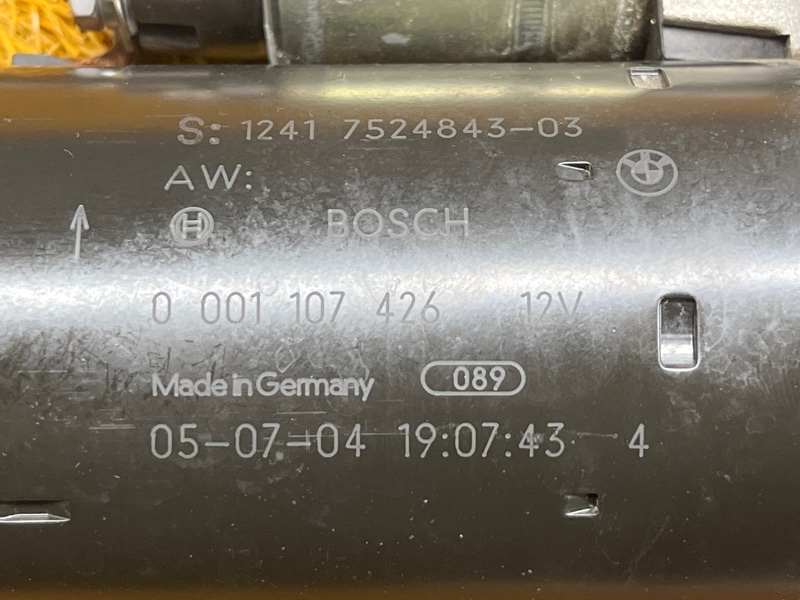 S: 1241 7524843-03
AW:
H BOSCH
0 001 107 426 12V
Made in Germany 089
05-07-04 19:07:43 4